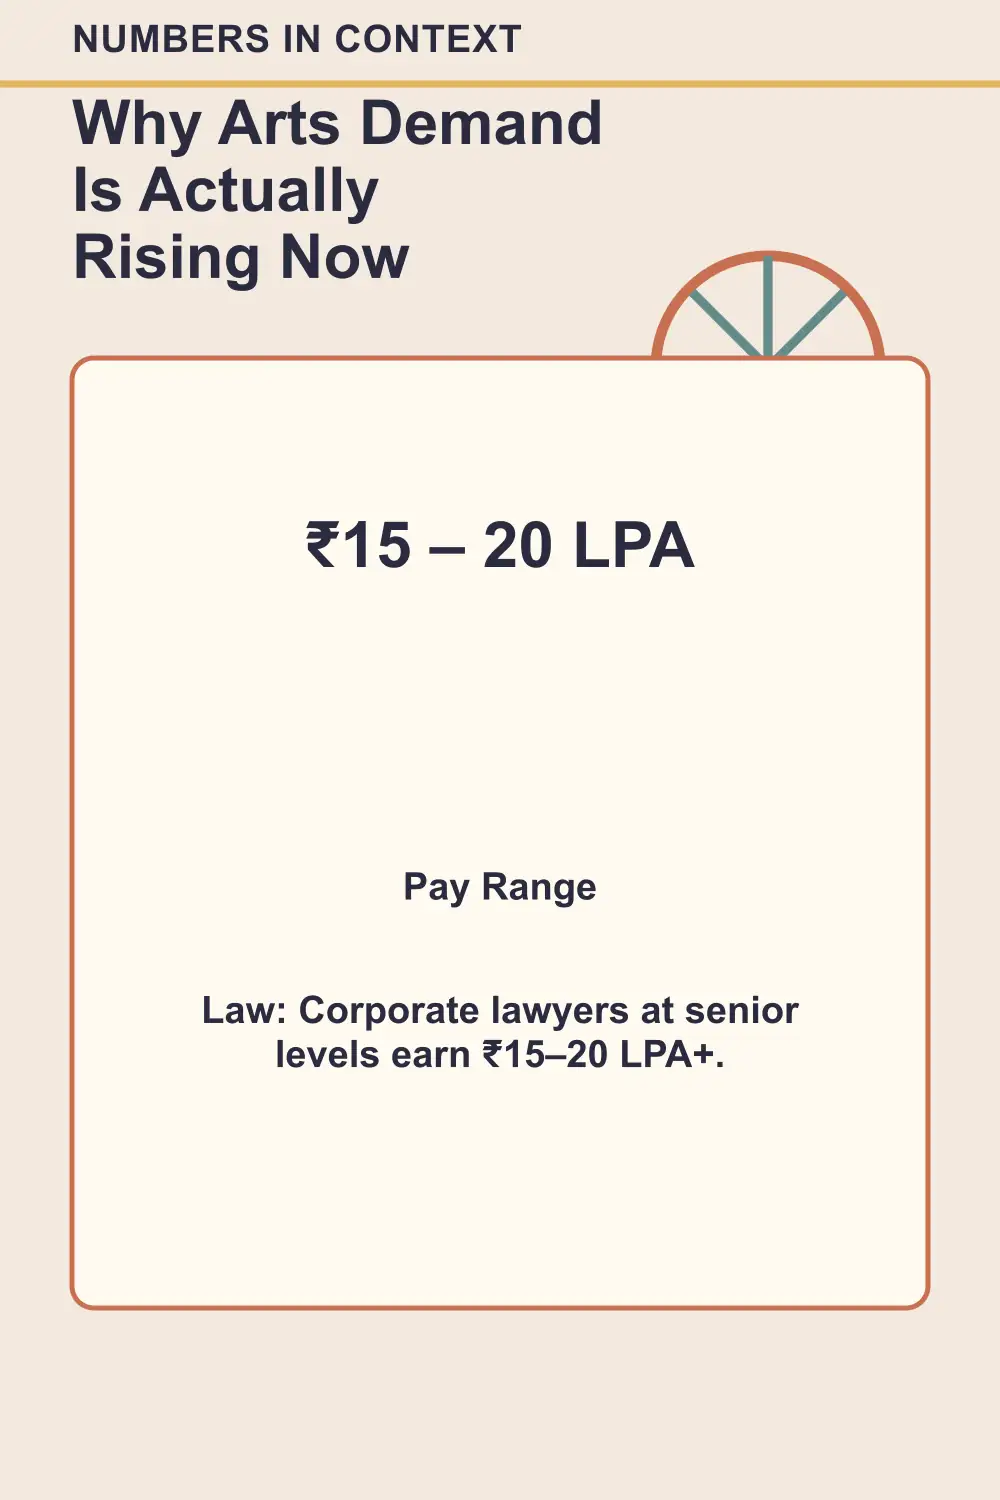 NUMBERS IN CONTEXT
Why Arts Demand
Is Actually
Rising Now
₹15 – 20 LPA
Pay Range
Law: Corporate lawyers at senior
levels earn ₹15–20 LPA+.